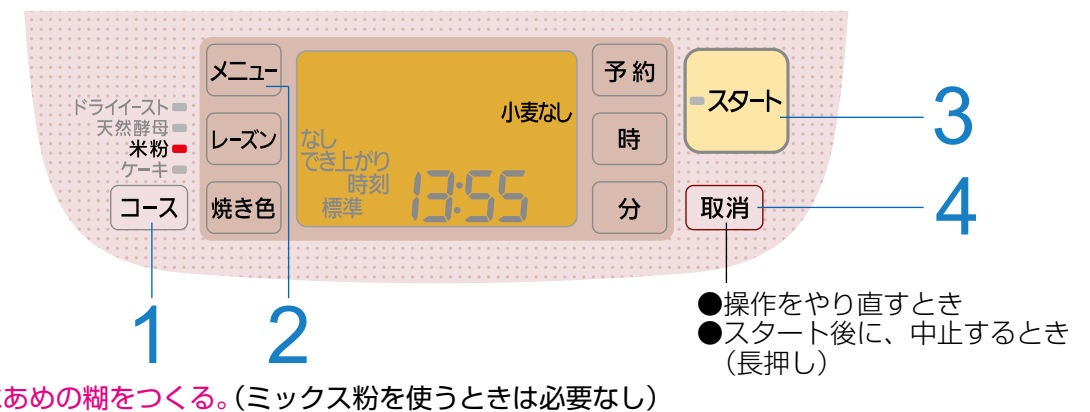 メニュー
予約
スタート
小麦なし
ドライイースト
天然酵母
米粉
ケーキ
レーズン
なし
でき上がり
時刻
時
3
コース
焼き色
標準
13:55
分
取消
4
1
2
●操作をやり直すとき
●スタート後に、中止するとき
(長押し)
あめの糊をつくる。(ミックス粉を使うときは必要なし)